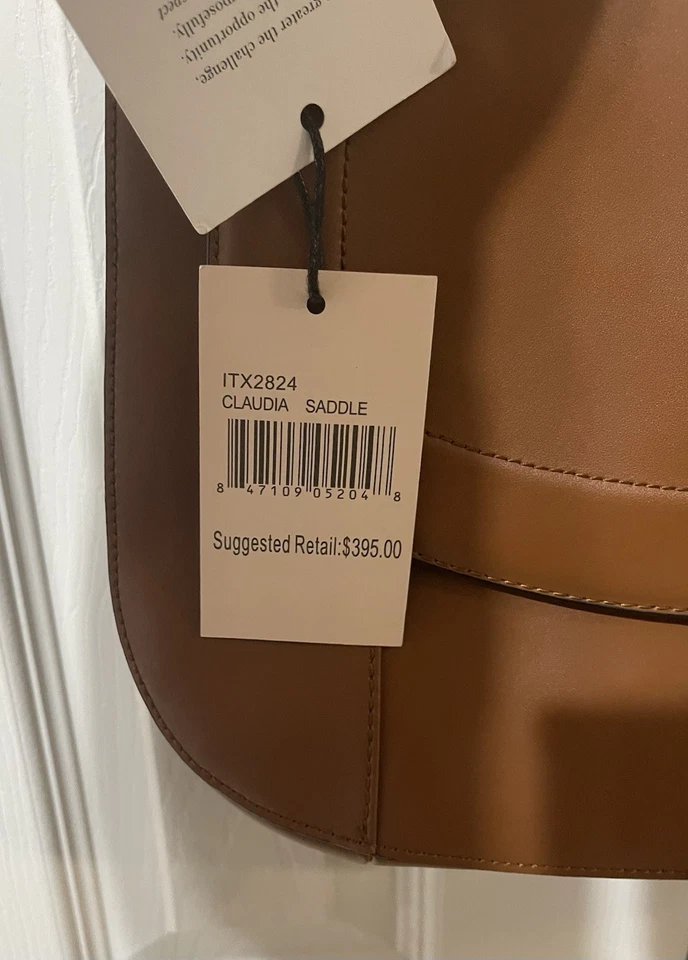 greater the challenge,
the opportunity,
ITX2824
CLAUDIA SADDLE
8 47109 05204 8
Suggested Retail:$395.00